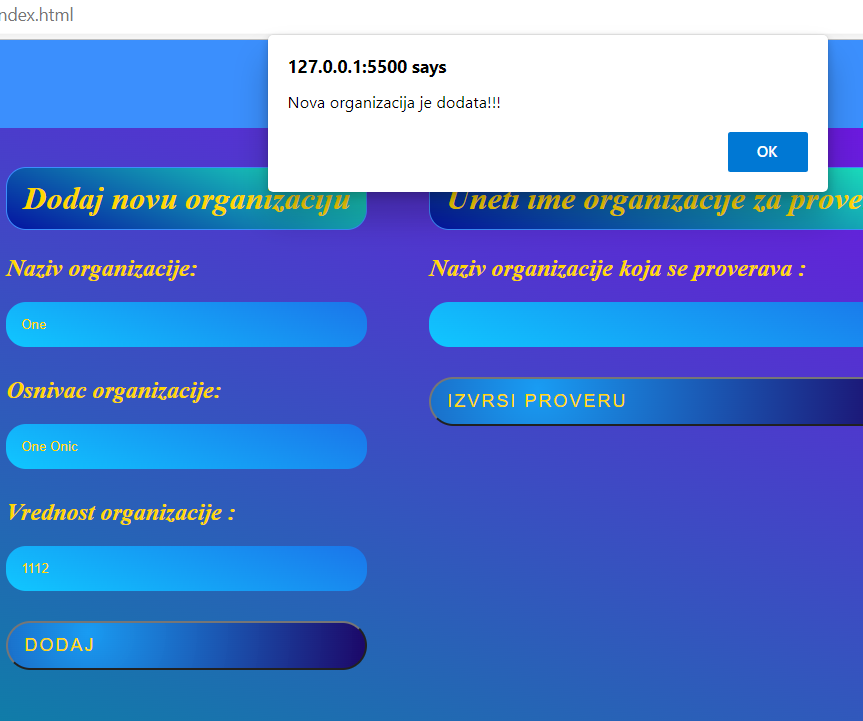 ndex.html
127.0.0.1:5500 says
Nova organizacija je dodata!!!
OK
Dodaj novu organizaciju
Naziv organizacije:
One
Osnivac organizacije:
One Onic
Vrednost organizacije :
1112
DODAJ
Uneti ime organizacije za prove
Naziv organizacije koja se proverava :
IZVRSI PROVERU